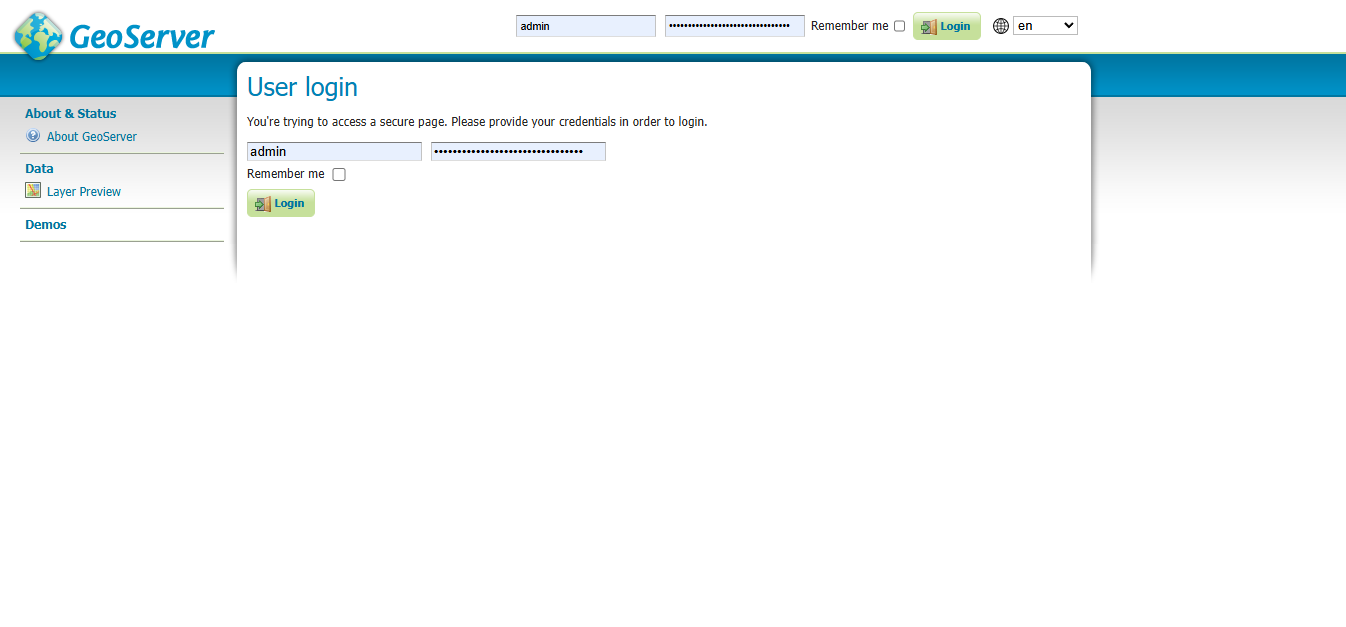 GeoServer
admin
•••••••••••••••••••••••••••••••• Remember me Login en
User login
You're trying to access a secure page. Please provide your credentials in order to login.
admin ••••••••••••••••••••••••••••••••
Remember me
Login
About & Status
About GeoServer
Data
Layer Preview
Demos